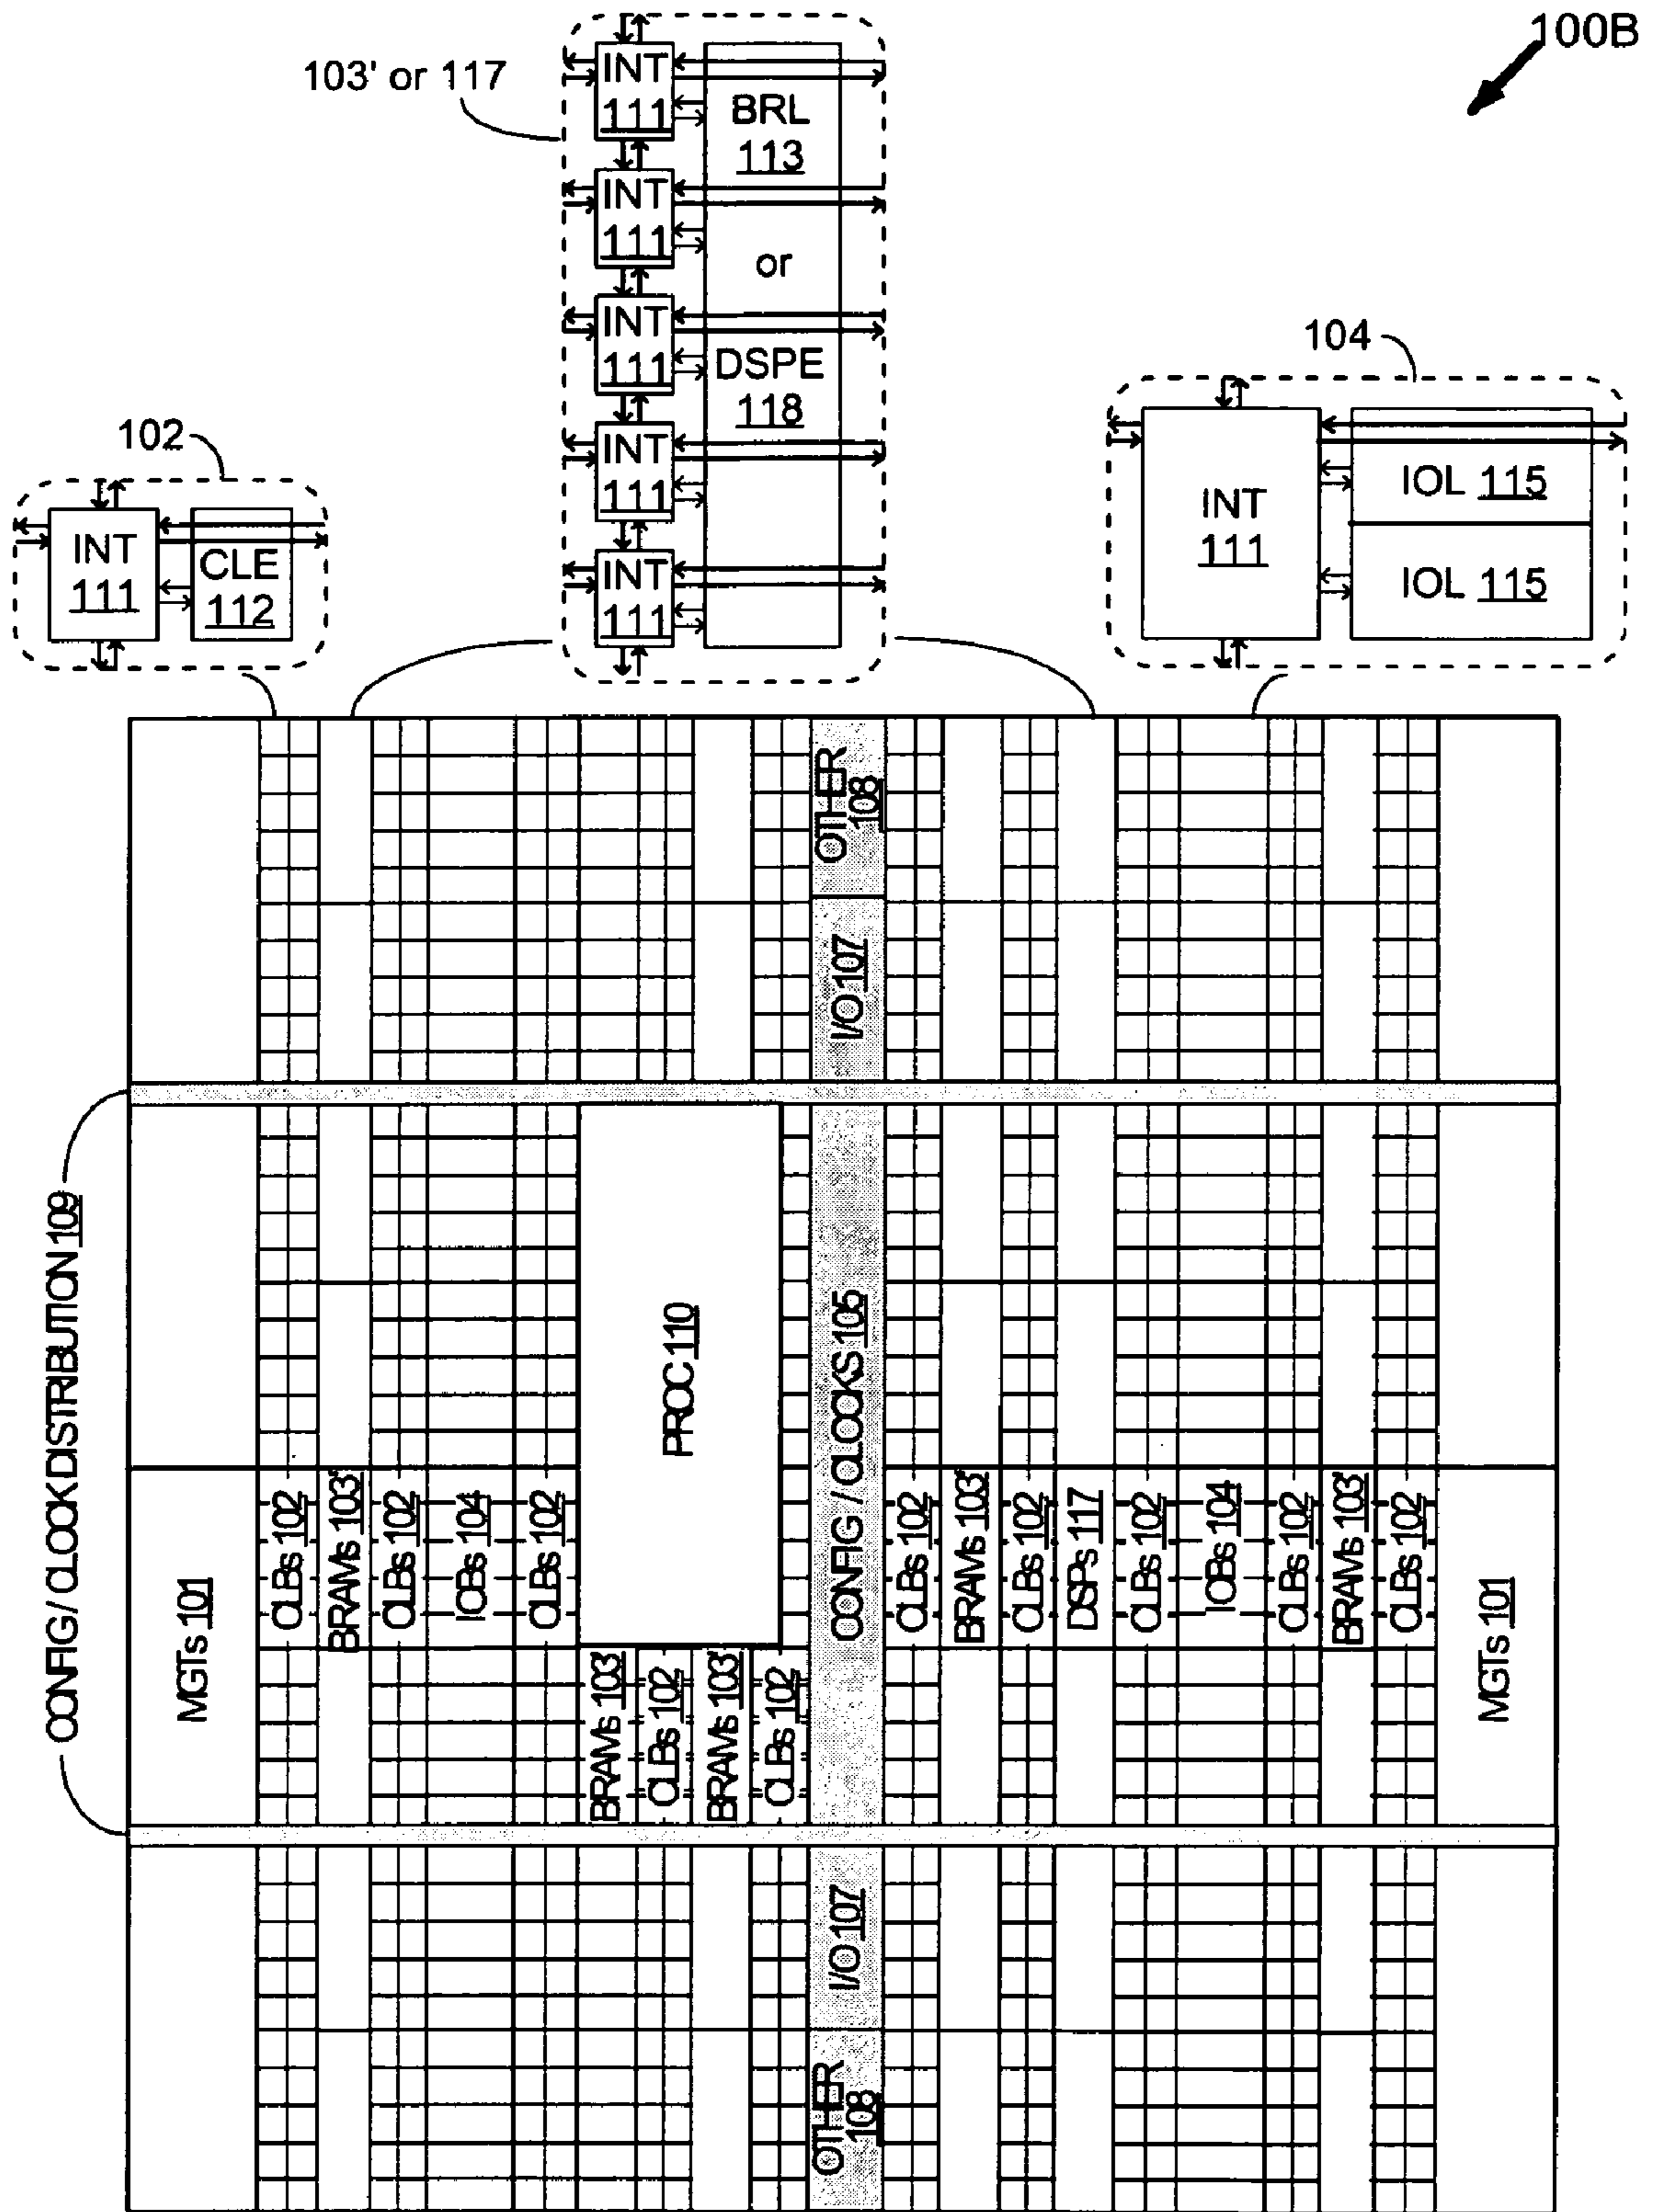 100B
103' or 117
INT
111
INT
111
INT
111
INT
111
INT
111
BRL
113
or
DSPE
118
104
INT
111
IOL 115
IOL 115
102
INT
111
CLE
112
OTHER
108
I/O 107
CONFIG / CLOCK DISTRIBUTION 109
PROC 110
CONFIG / CLOCKS 105
MGTs 101
CLBs 102
BRAMs 103'
CLBs 102
IOBs 104
CLBs 102
BRAMs 103'
CLBs 102
BRAMs 103'
CLBs 102
CLBs 102
BRAMs 103'
CLBs 102
DSPs 117
CLBs 102
IOBs 104
CLBs 102
BRAMs 103'
CLBs 102
MGTs 101
I/O 107
OTHER
108